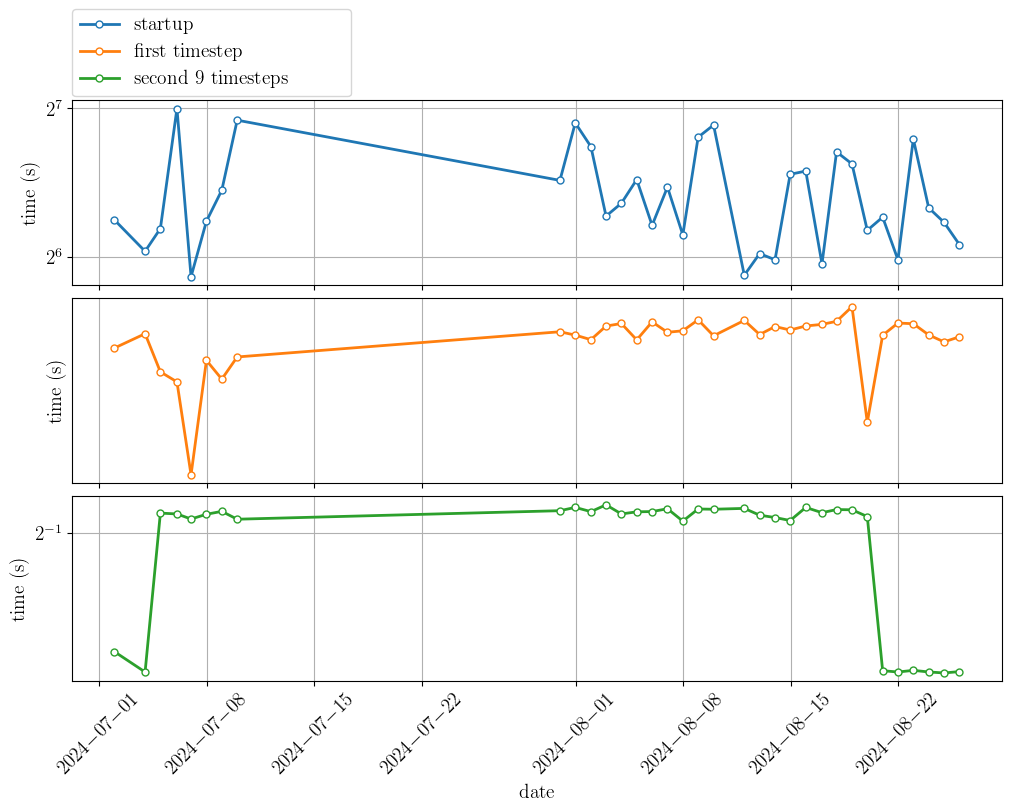 startup
first timestep
second 9 timesteps
2^7
2^6
time (s)
time (s)
2^{-1}
time (s)
2024−07−01
2024−07−08
2024−07−15
2024−07−22
2024−08−01
2024−08−08
2024−08−15
2024−08−22
date